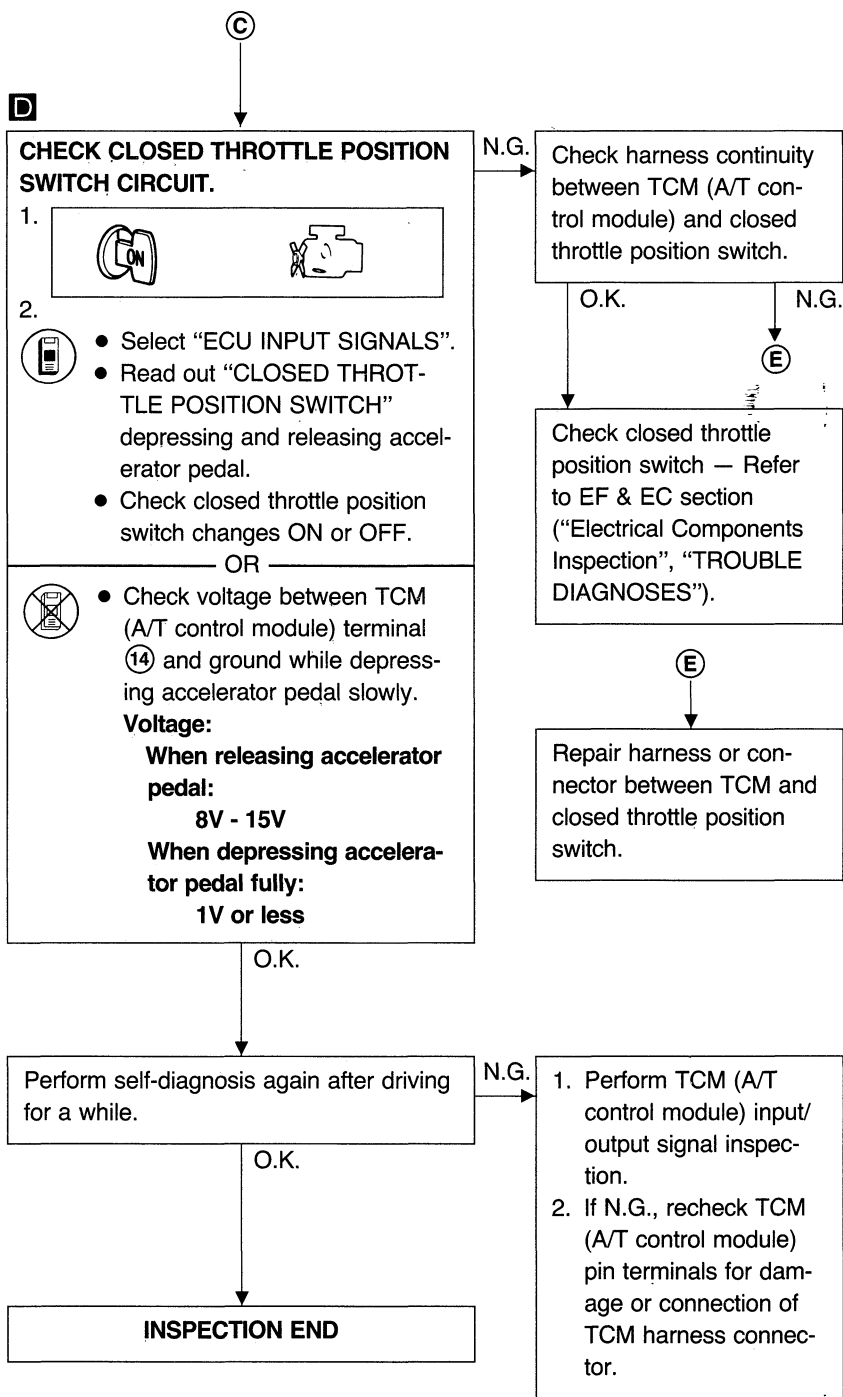 C
D
CHECK CLOSED THROTTLE POSITION
SWITCH CIRCUIT.
1.
ON
2.
● Select “ECU INPUT SIGNALS”.
● Read out “CLOSED THROT-
TLE POSITION SWITCH”
depressing and releasing accel-
erator pedal.
● Check closed throttle position
switch changes ON or OFF.
OR
● Check voltage between TCM
(A/T control module) terminal
⑭ and ground while depress-
ing accelerator pedal slowly.
Voltage:
When releasing accelerator
pedal:
8V - 15V
When depressing accelera-
tor pedal fully:
1V or less
N.G.
Check harness continuity
between TCM (A/T con-
trol module) and closed
throttle position switch.
O.K.
N.G.
E
Check closed throttle
position switch — Refer
to EF & EC section
(“Electrical Components
Inspection”, “TROUBLE
DIAGNOSES”).
E
Repair harness or con-
nector between TCM and
closed throttle position
switch.
O.K.
Perform self-diagnosis again after driving
for a while.
N.G.
1. Perform TCM (A/T
control module) input/
output signal inspec-
tion.
2. If N.G., recheck TCM
(A/T control module)
pin terminals for dam-
age or connection of
TCM harness connec-
tor.
O.K.
INSPECTION END